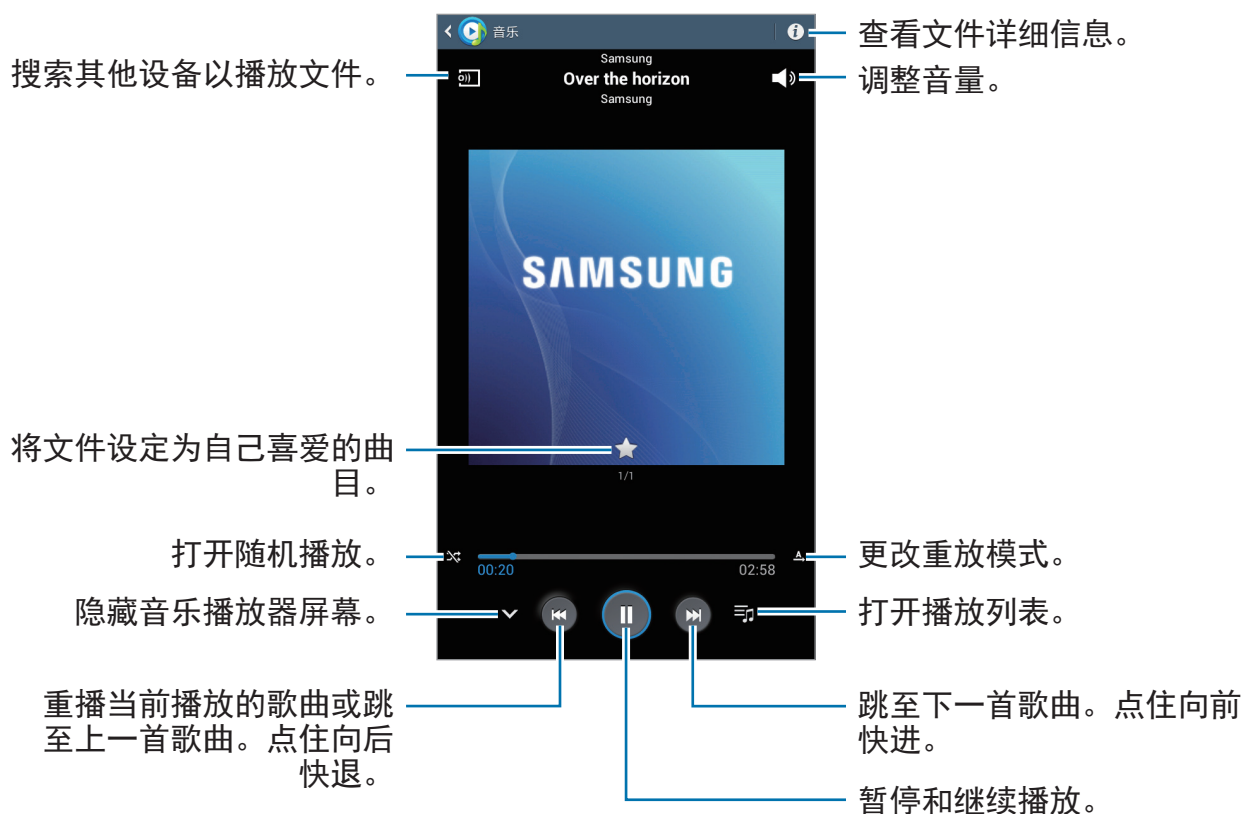 音乐
查看文件详细信息。
Samsung
搜索其他设备以播放文件。
Over the horizon
调整音量。
Samsung
SAMSUNG
将文件设定为自己喜爱的曲
目。
1/1
打开随机播放。
A
更改重放模式。
00:20
02:58
隐藏音乐播放器屏幕。
打开播放列表。
重播当前播放的歌曲或跳
至上一首歌曲。点住向后
快退。
跳至下一首歌曲。点住向前
快进。
暂停和继续播放。